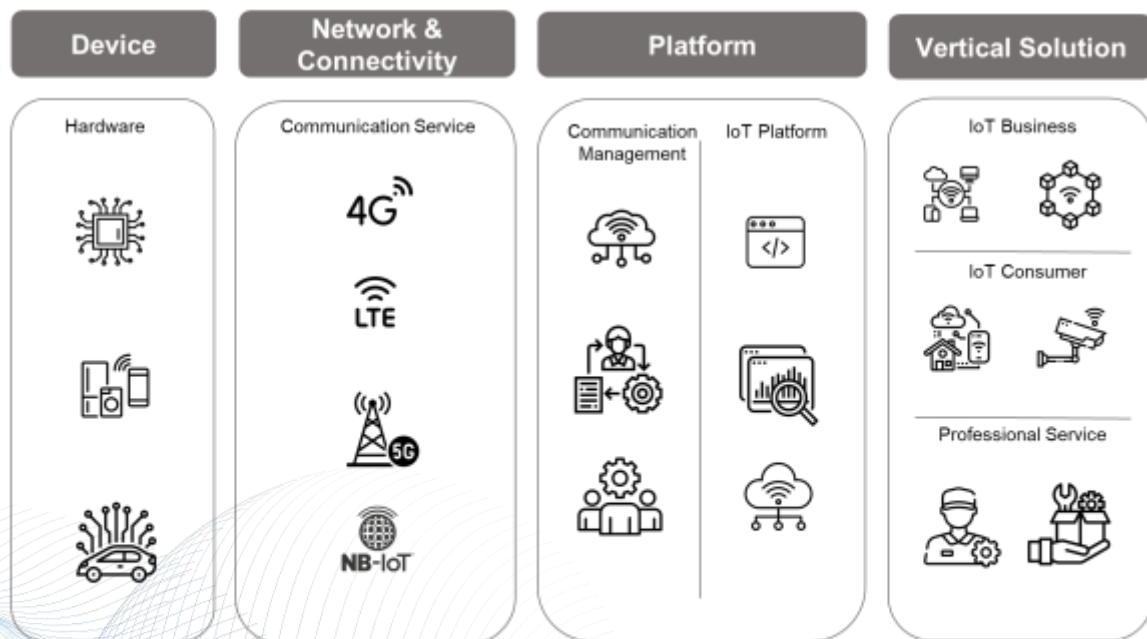 Device
Network &
Connectivity
Platform
Vertical Solution
Hardware
Communication Service
4G
LTE
5G
NB-IoT
Communication
Management
IoT Platform
</>
IoT Business
IoT Consumer
Professional Service